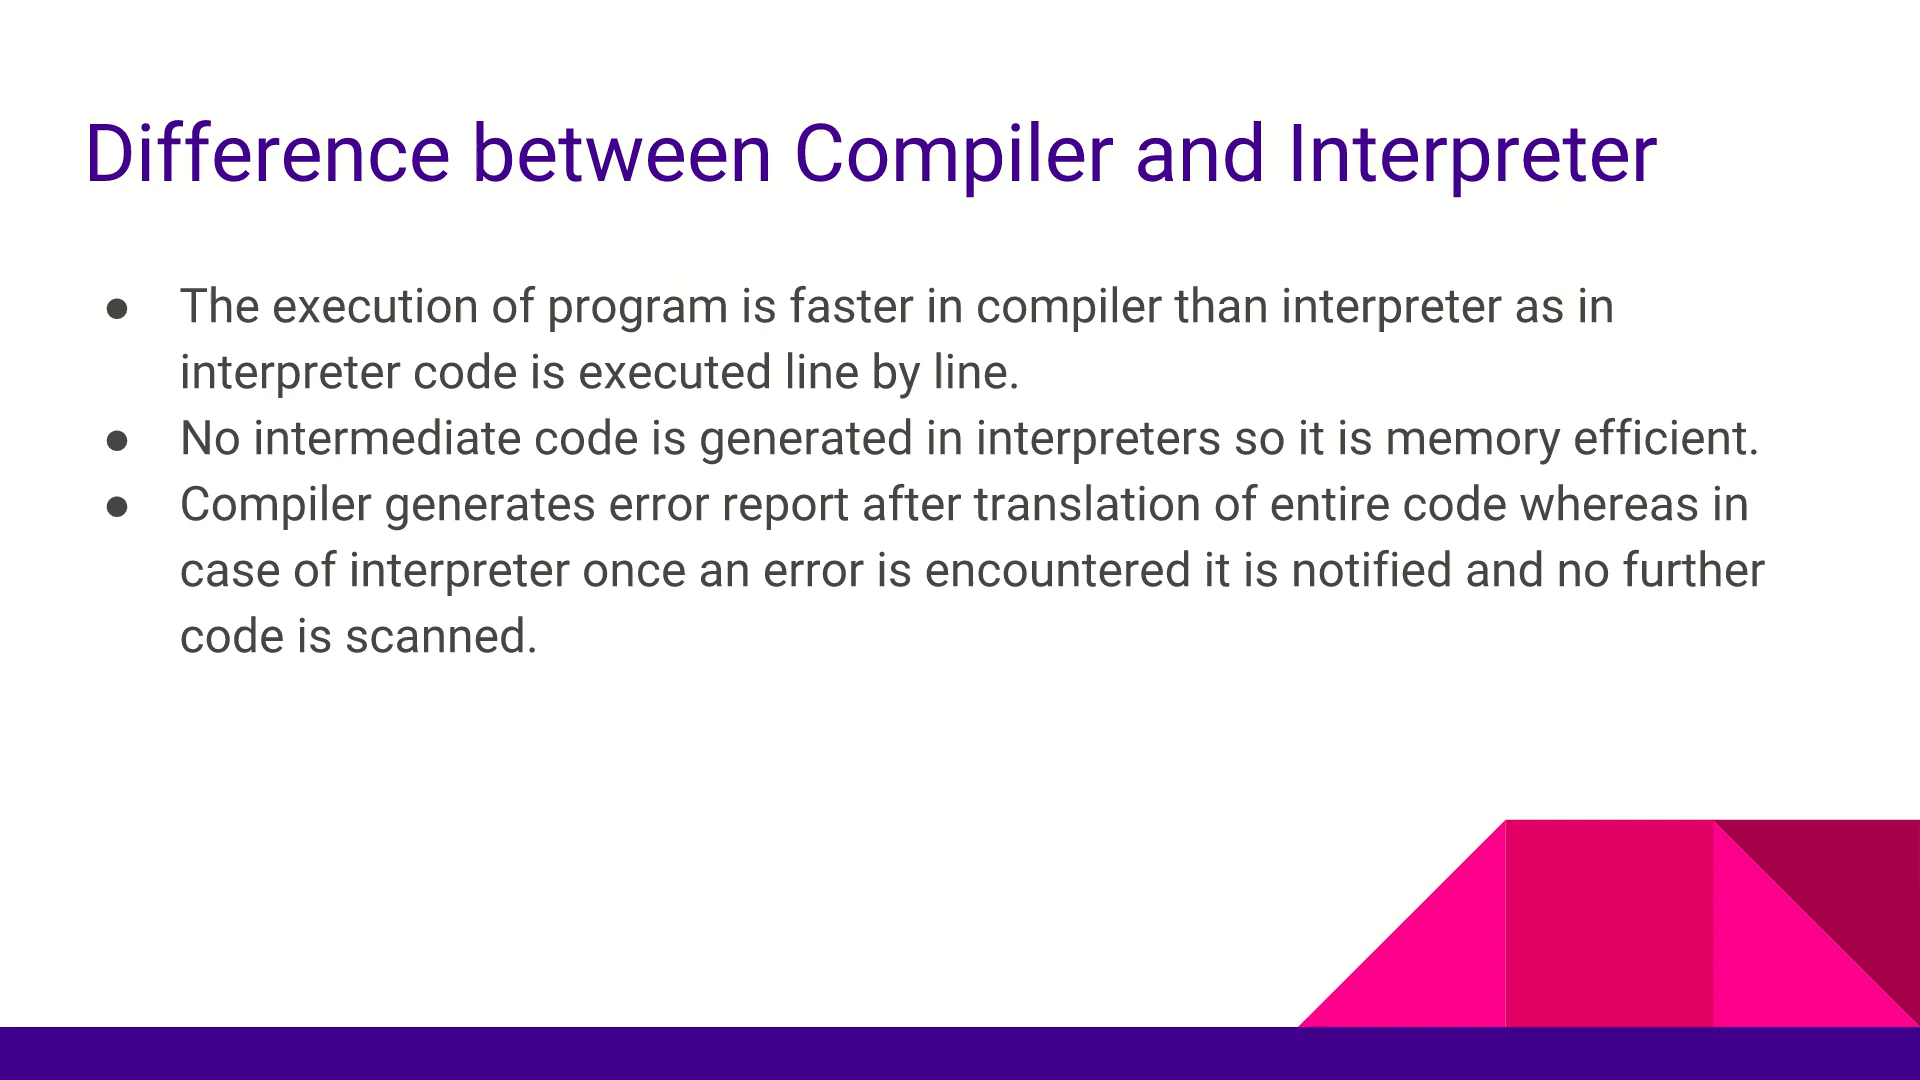 Difference between Compiler and Interpreter
● The execution of program is faster in compiler than interpreter as in
interpreter code is executed line by line.
● No intermediate code is generated in interpreters so it is memory efficient.
● Compiler generates error report after translation of entire code whereas in
case of interpreter once an error is encountered it is notified and no further
code is scanned.